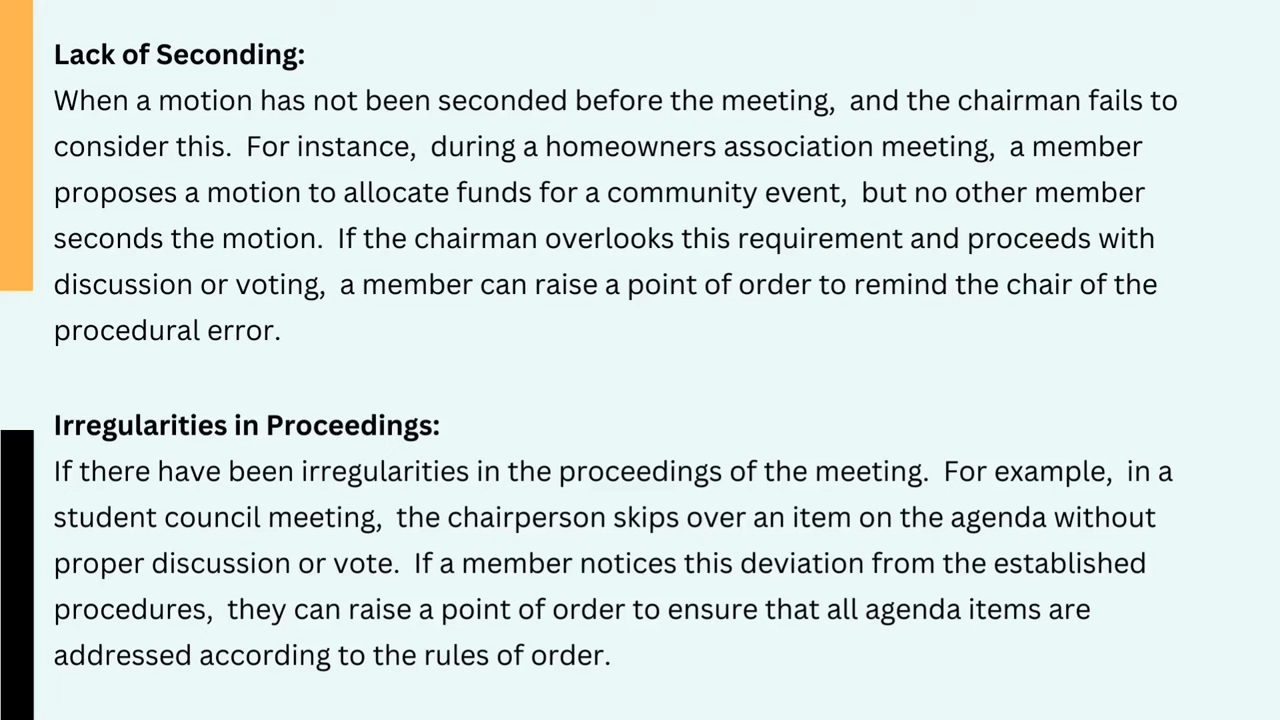 Lack of Seconding:
When a motion has not been seconded before the meeting,  and the chairman fails to
consider this.  For instance,  during a homeowners association meeting,  a member
proposes a motion to allocate funds for a community event,  but no other member
seconds the motion.  If the chairman overlooks this requirement and proceeds with
discussion or voting,  a member can raise a point of order to remind the chair of the
procedural error.
Irregularities in Proceedings:
If there have been irregularities in the proceedings of the meeting.  For example,  in a
student council meeting,  the chairperson skips over an item on the agenda without
proper discussion or vote.  If a member notices this deviation from the established
procedures,  they can raise a point of order to ensure that all agenda items are
addressed according to the rules of order.